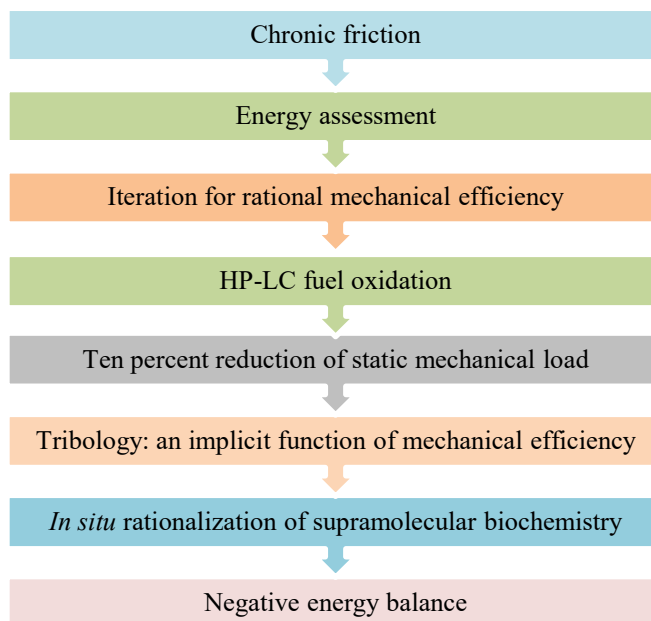 Chronic friction
Energy assessment
Iteration for rational mechanical efficiency
HP-LC fuel oxidation
Ten percent reduction of static mechanical load
Tribology: an implicit function of mechanical efficiency
In situ rationalization of supramolecular biochemistry
Negative energy balance